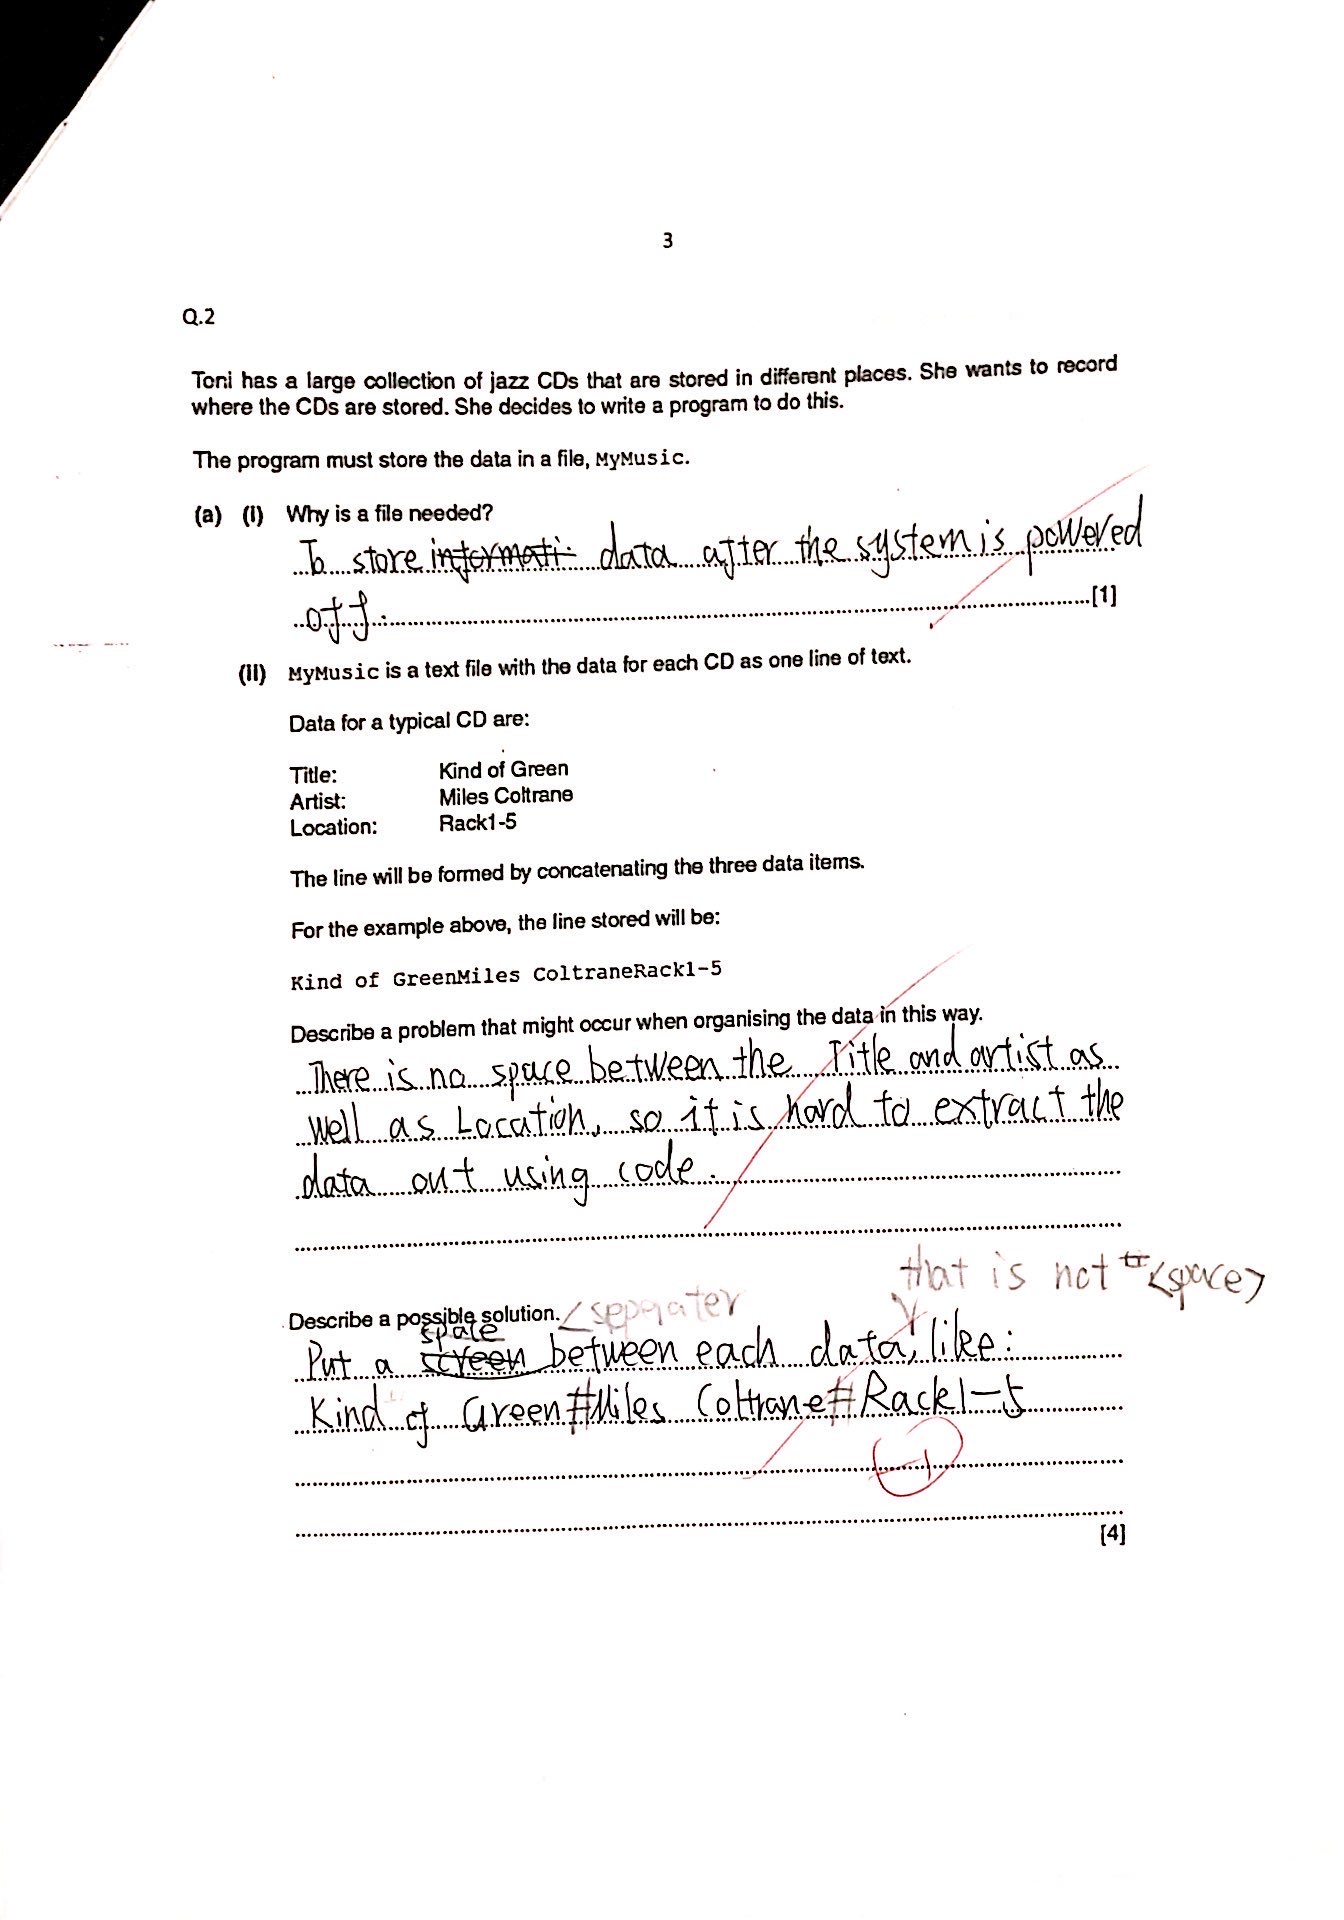 3
Q.2
Toni has a large collection of jazz CDs that are stored in different places. She wants to record
where the CDs are stored. She decides to write a program to do this.
The program must store the data in a file, MyMusic.
(a) (i) Why is a file needed?
To store informati data after the system is powered
off. [1]
(ii) MyMusic is a text file with the data for each CD as one line of text.
Data for a typical CD are:
Title: Kind of Green
Artist: Miles Coltrane
Location: Rack1-5
The line will be formed by concatenating the three data items.
For the example above, the line stored will be:
Kind of GreenMiles ColtraneRack1-5
Describe a problem that might occur when organising the data in this way.
There is no space between the Title and artist as
well as Location, so it is hard to extract the
data out using code.
that is not <space>
Describe a possible solution. <seperater
space
Put a screen between each data, like:
Kind of Green#Miles Coltrane#Rack1-5
-1
[4]